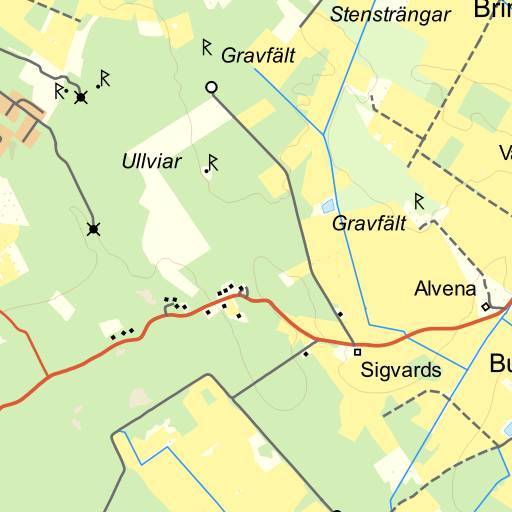 Stensträngar
Gravfält
Ullviar
Gravfält
Alvena
Sigvards